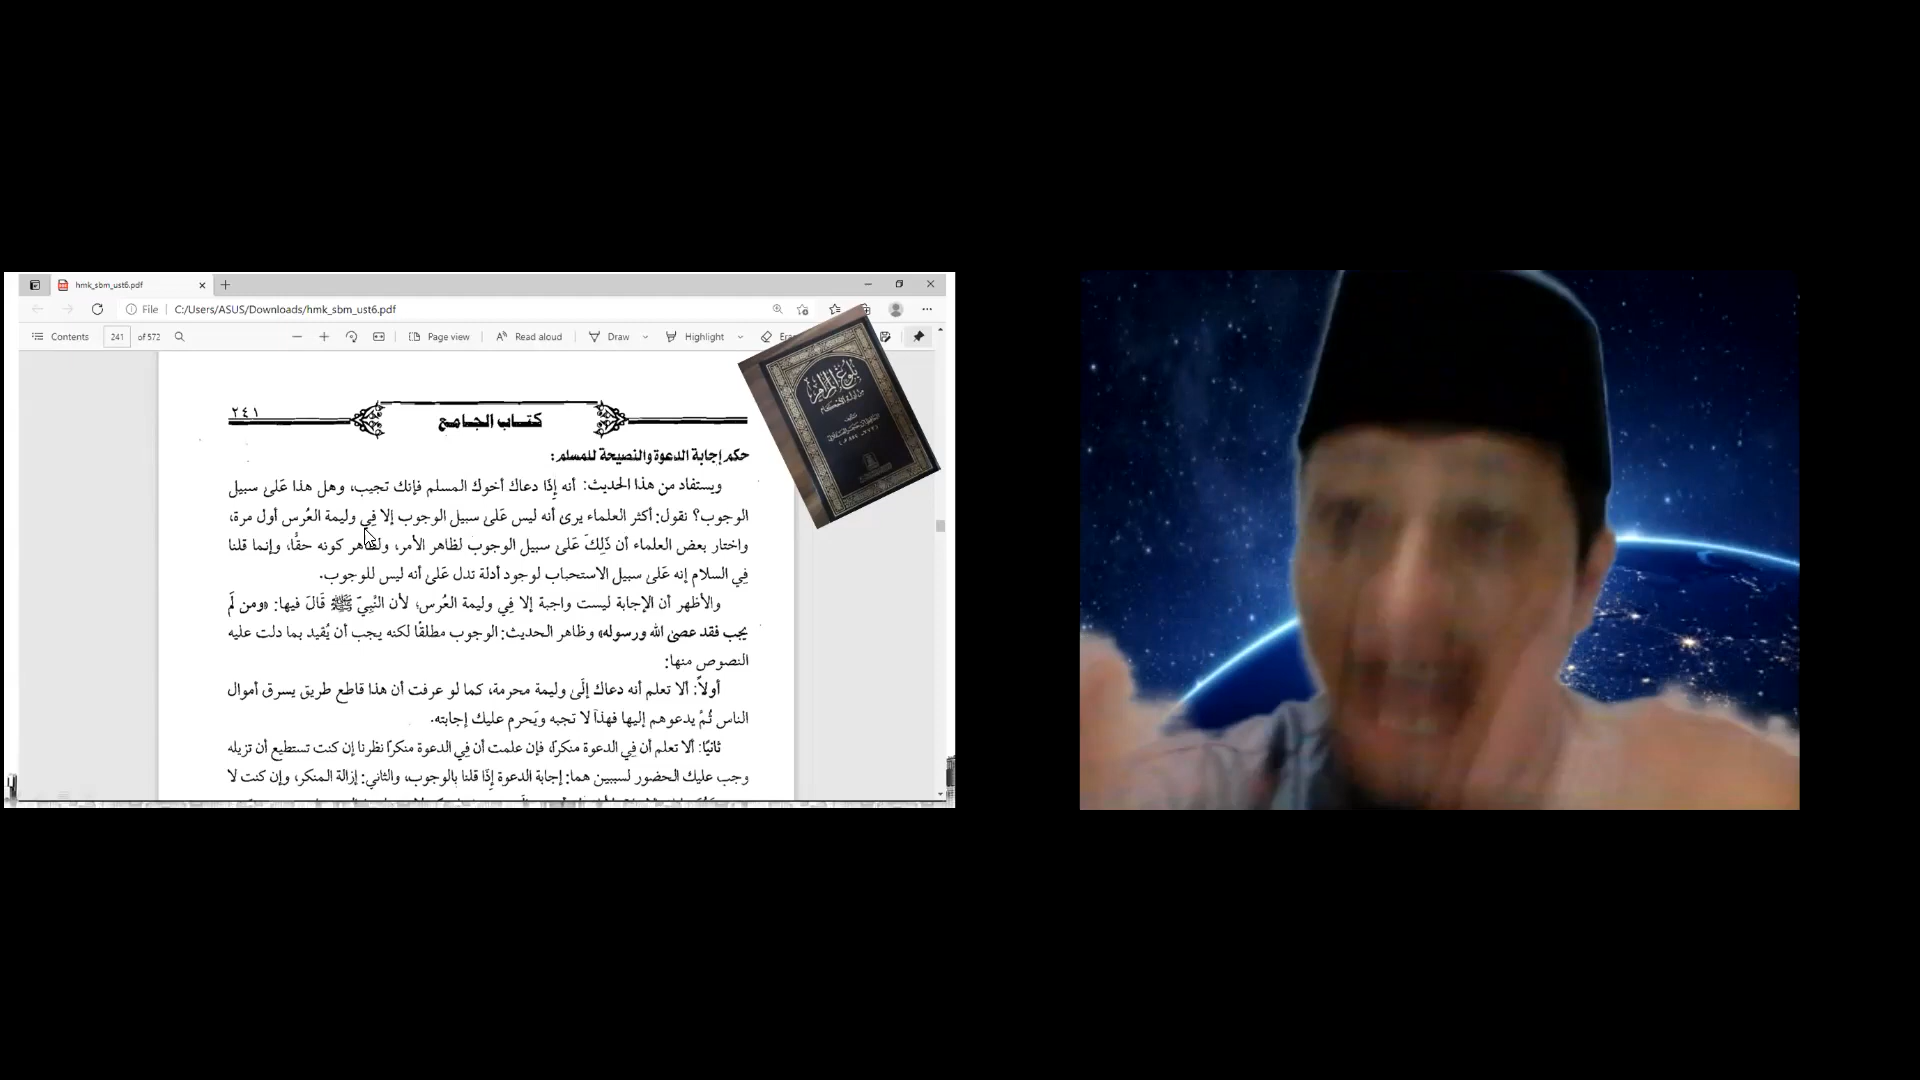 hmk_sbm_ust6.pdf
File | C:/Users/ASUS/Downloads/hmk_sbm_ust6.pdf
Contents 241 of 572 Page view Read aloud Draw Highlight
٢٤١
كتاب الجامع
حكم إجابة الدعوة والنصيحة للمسلم:
ويستفاد من هذا الحديث: أنه إذَا دعاك أخوك المسلم فإنك تجيب، وهل هذا عَلىٰ سبيل
الوجوب؟ نقول: أكثر العلماء يرىٰ أنه ليس عَلىٰ سبيل الوجوب إلا فِي وليمة العُرس أول مرة،
واختار بعض العلماء أن ذَلِكَ عَلىٰ سبيل الوجوب لظاهر الأمر، ولظاهر كونه حقًّا، وإنما قلنا
فِي السلام إنه عَلىٰ سبيل الاستحباب لوجود أدلة تدل عَلىٰ أنه ليس للوجوب.
والأظهر أن الإجابة ليست واجبة إلا فِي وليمة العُرس؛ لأن النَّبِيّ ﷺ قَالَ فيها: «ومن لَم
يجب فقد عصىٰ الله ورسوله» وظاهر الحديث: الوجوب مطلقًا لكنه يجب أن يُقيد بما دلت عليه
النصوص منها:
أولاً: ألا تعلم أنه دعاك إلَىٰ وليمة محرمة، كما لو عرفت أن هذا قاطع طريق يسرق أموال
الناس ثُمَّ يدعوهم إليها فهذا لا تجبه ويَحرم عليك إجابته.
ثانيًا: ألا تعلم أن فِي الدعوة منكرًا، فإن علمت أن فِي الدعوة منكرًا نظرنا إن كنت تستطيع أن تزيله
وجب عليك الحضور لسببين هما: إجابة الدعوة إذَا قلنا بالوجوب، والثاني: إزالة المنكر، وإن كنت لا
بلوغ المرام
من أدلة الأحكام